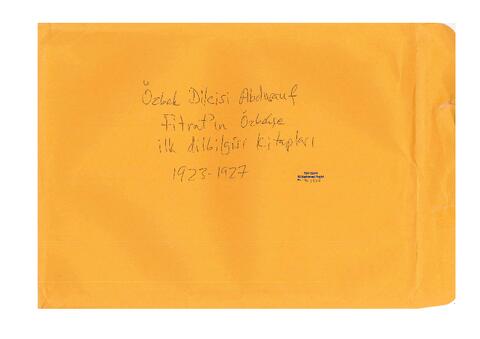 Özbek Dilcisi Abdurauf
Fitrat'ın Özbekçe
ilk dilbilgisi kitapları
1923-1927